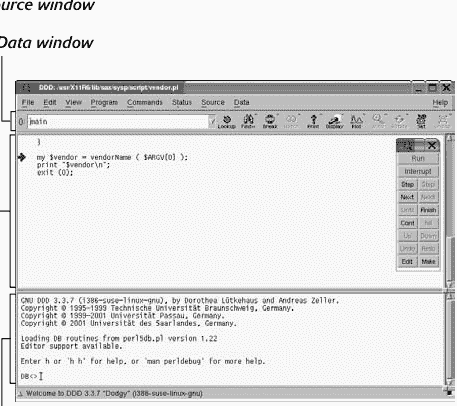 ource window
Data window
DDD: /usr/X11R6/lib/sax/sysp/script/vendor.pl
File Edit View Program Commands Status Source Data Help
(): main
Lookup Find» Break Watch Print Display Plot Set
}
my $vendor = vendorName ( $ARGV[0] );
print "$vendor\n";
exit (0);
Run
Interrupt
Step Stepi
Next Nexti
Until Finish
Cont Kill
Up Down
Undo Redo
Edit Make
GNU DDD 3.3.7 (i386-suse-linux-gnu), by Dorothea Lütkehaus and Andreas Zeller.
Copyright © 1995-1999 Technische Universität Braunschweig, Germany.
Copyright © 1999-2001 Universität Passau, Germany.
Copyright © 2001 Universität des Saarlandes, Germany.
Loading DB routines from perl5db.pl version 1.22
Editor support available.
Enter h or `h h' for help, or `man perldebug' for more help.
DB<>
Welcome to DDD 3.3.7 "Dodgy" (i386-suse-linux-gnu)